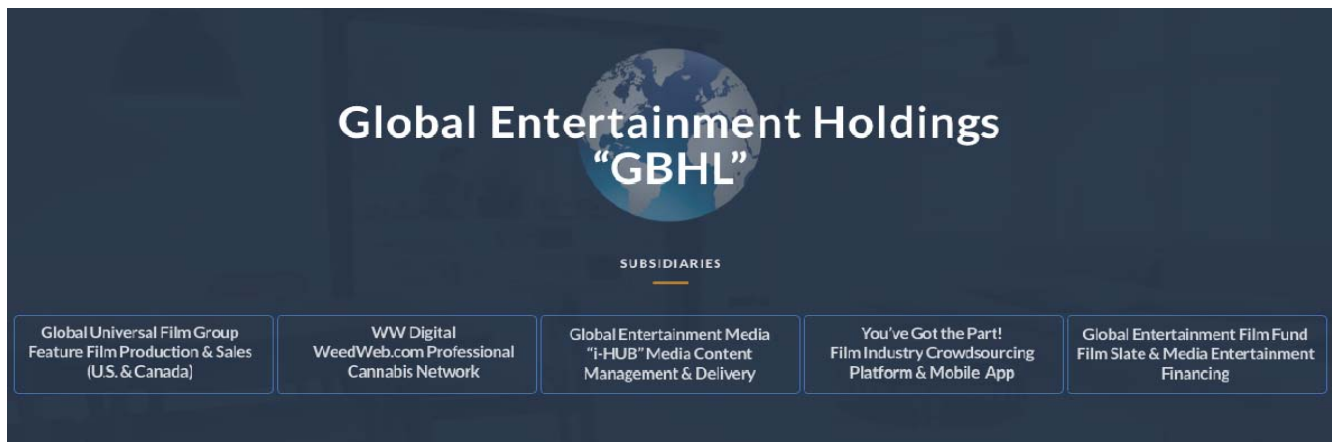 Global Entertainment Holdings
“GBHL”
SUBSIDIARIES
Global Universal Film Group
Feature Film Production & Sales
(U.S. & Canada)
WW Digital
WeedWeb.com Professional
Cannabis Network
Global Entertainment Media
“i-HUB” Media Content
Management & Delivery
You’ve Got the Part!
Film Industry Crowdsourcing
Platform & Mobile App
Global Entertainment Film Fund
Film Slate & Media Entertainment
Financing